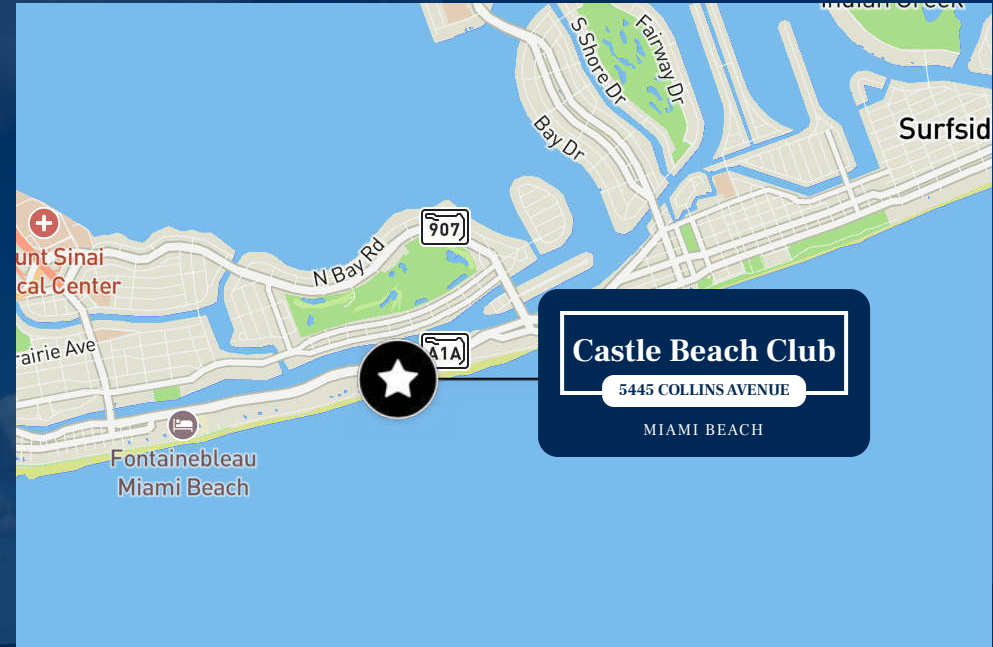 Indian Creek
S Shore Dr
Fairway Dr
Bay Dr
Surfsid
907
unt Sinai
cal Center
N Bay Rd
A1A
rairie Ave
Castle Beach Club
5445 COLLINS AVENUE
MIAMI BEACH
Fontainebleau
Miami Beach